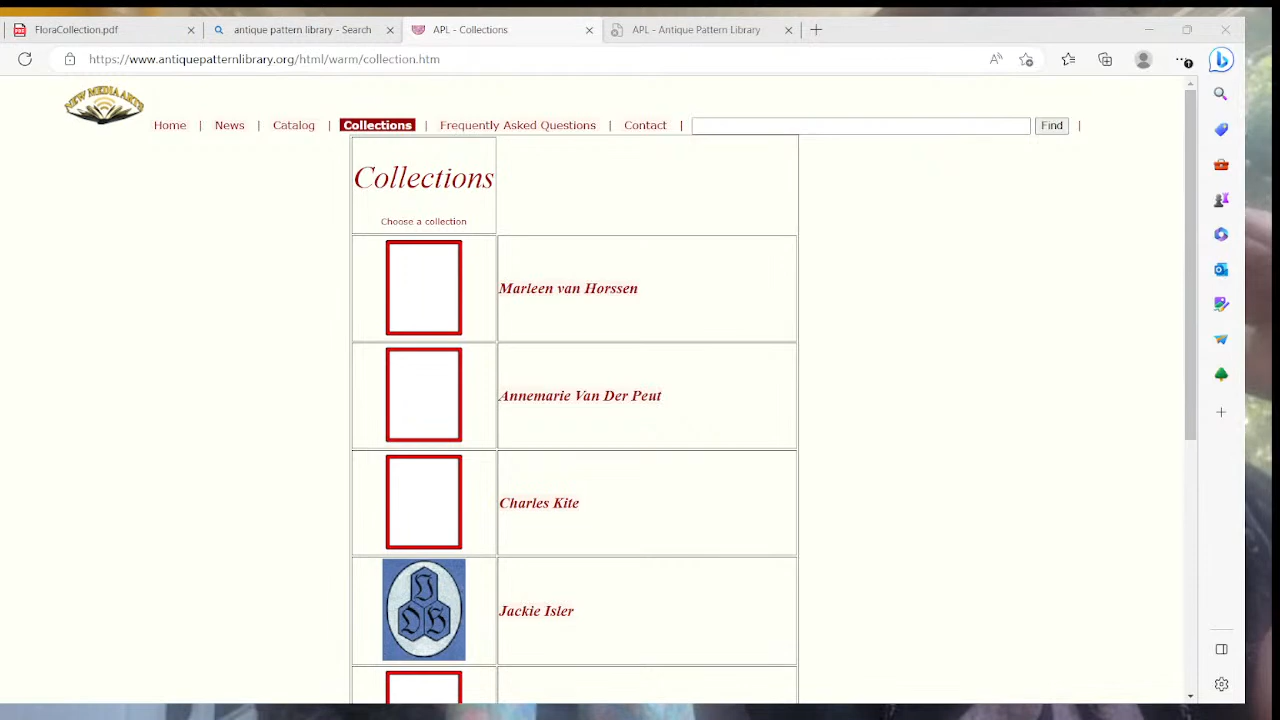 FloraCollection.pdf
antique pattern library - Search
APL - Collections
APL - Antique Pattern Library
https://www.antiquepatternlibrary.org/html/warm/collection.htm
NEW MEDIA ARTS
Home | News | Catalog | Collections | Frequently Asked Questions | Contact | Find |
Collections
Choose a collection
Marleen van Horssen
Annemarie Van Der Peut
Charles Kite
Jackie Isler